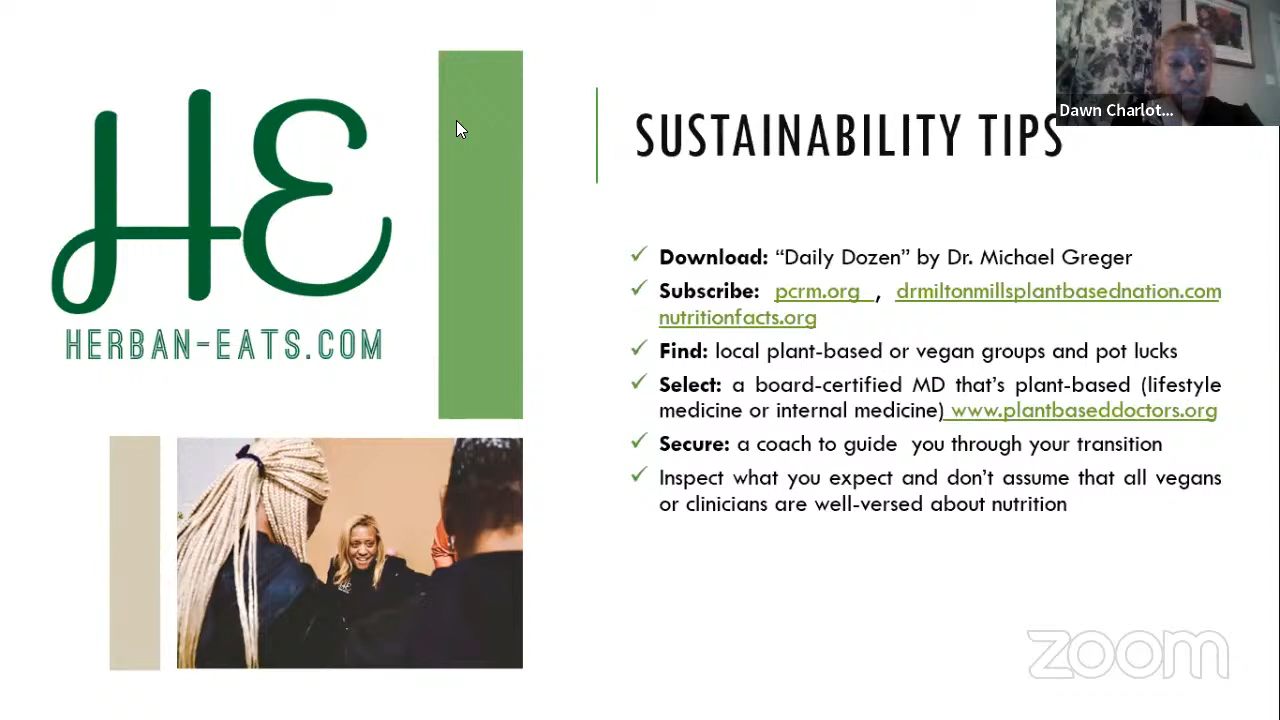 HE
HERBAN-EATS.COM
SUSTAINABILITY TIPS
Dawn Charlot...
✓ Download: “Daily Dozen” by Dr. Michael Greger
✓ Subscribe: pcrm.org , drmiltonmillsplantbasednation.com
nutritionfacts.org
✓ Find: local plant-based or vegan groups and pot lucks
✓ Select: a board-certified MD that’s plant-based (lifestyle
medicine or internal medicine) www.plantbaseddoctors.org
✓ Secure: a coach to guide  you through your transition
✓ Inspect what you expect and don’t assume that all vegans
or clinicians are well-versed about nutrition
HE
zoom